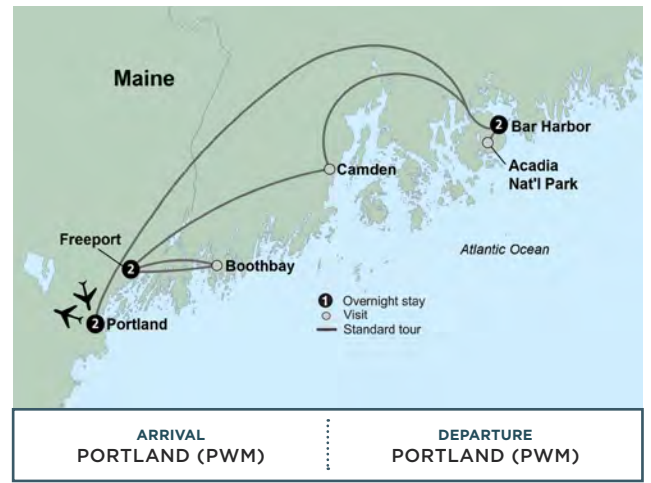 Maine
2 Bar Harbor
Acadia
Nat'l Park
Camden
Freeport
2
Boothbay
Atlantic Ocean
2 Portland
1 Overnight stay
Visit
Standard tour
ARRIVAL
PORTLAND (PWM)
DEPARTURE
PORTLAND (PWM)